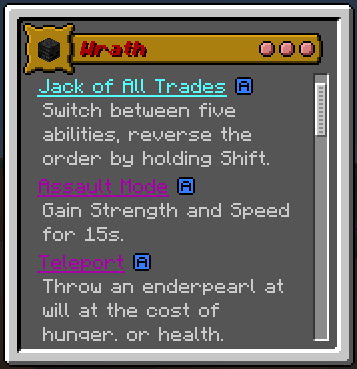 Wrath
Jack of All Trades A
Switch between five
abilities, reverse the
order by holding Shift.
Assault Mode A
Gain Strength and Speed
for 15s.
Teleport A
Throw an enderpearl at
will at the cost of
hunger, or health.